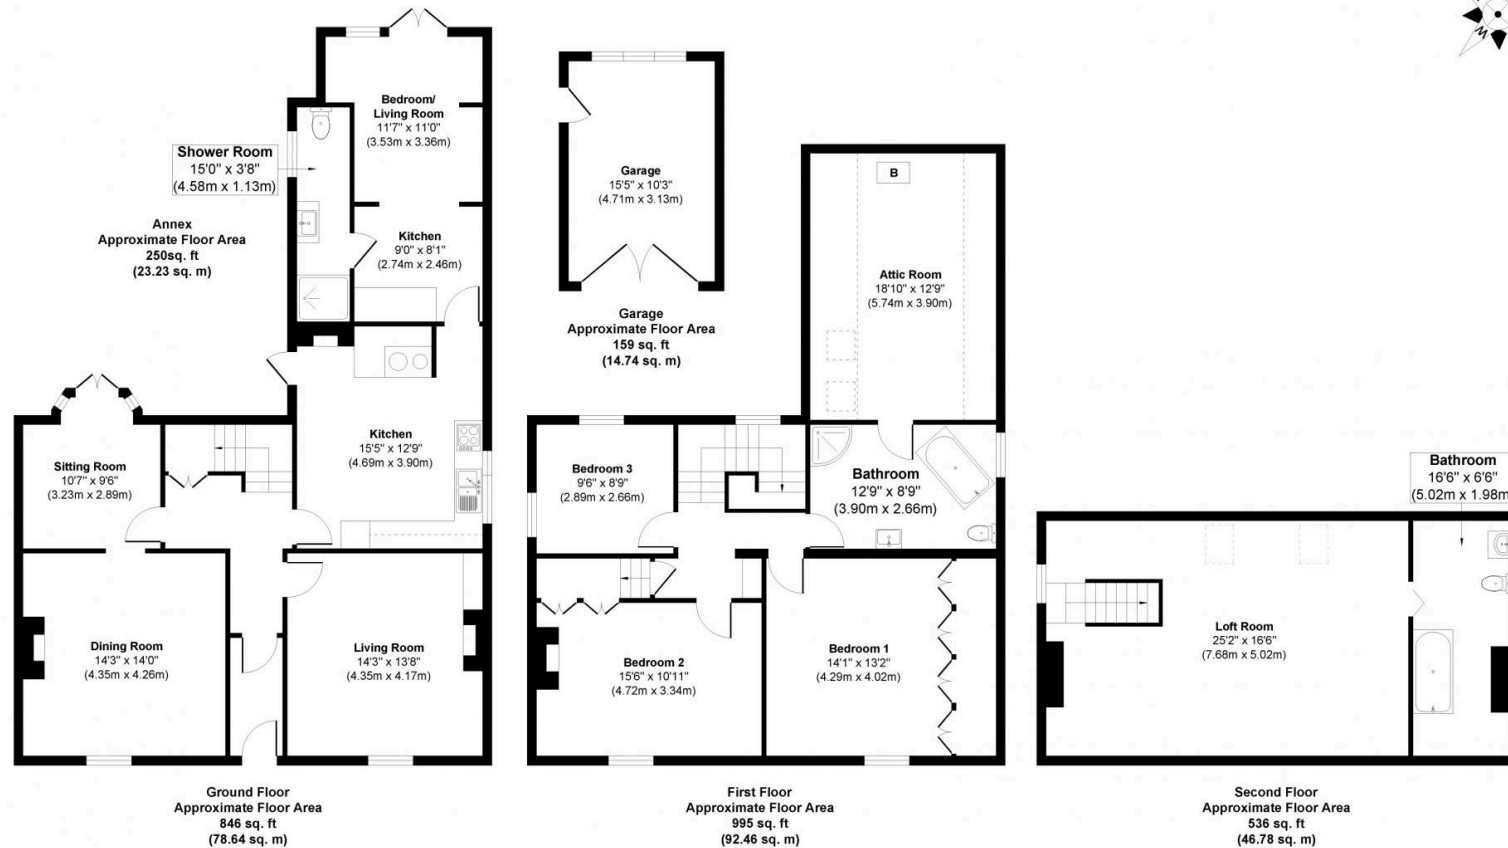 Bedroom/
Living Room
11'7" x 11'0"
(3.53m x 3.36m)
Shower Room
15'0" x 3'8"
(4.58m x 1.13m)
Annex
Approximate Floor Area
250sq. ft
(23.23 sq. m)
Kitchen
9'0" x 8'1"
(2.74m x 2.46m)
Kitchen
15'5" x 12'9"
(4.69m x 3.90m)
Sitting Room
10'7" x 9'6"
(3.23m x 2.89m)
Dining Room
14'3" x 14'0"
(4.35m x 4.26m)
Living Room
14'3" x 13'8"
(4.35m x 4.17m)
Ground Floor
Approximate Floor Area
846 sq. ft
(78.64 sq. m)
Garage
15'5" x 10'3"
(4.71m x 3.13m)
Garage
Approximate Floor Area
159 sq. ft
(14.74 sq. m)
B
Attic Room
18'10" x 12'9"
(5.74m x 3.90m)
Bedroom 3
9'6" x 8'9"
(2.89m x 2.66m)
Bathroom
12'9" x 8'9"
(3.90m x 2.66m)
Bedroom 2
15'6" x 10'11"
(4.72m x 3.34m)
Bedroom 1
14'1" x 13'2"
(4.29m x 4.02m)
First Floor
Approximate Floor Area
995 sq. ft
(92.46 sq. m)
W
Bathroom
16'6" x 6'6"
(5.02m x 1.98m
Loft Room
25'2" x 16'6"
(7.68m x 5.02m)
Second Floor
Approximate Floor Area
536 sq. ft
(46.78 sq. m)